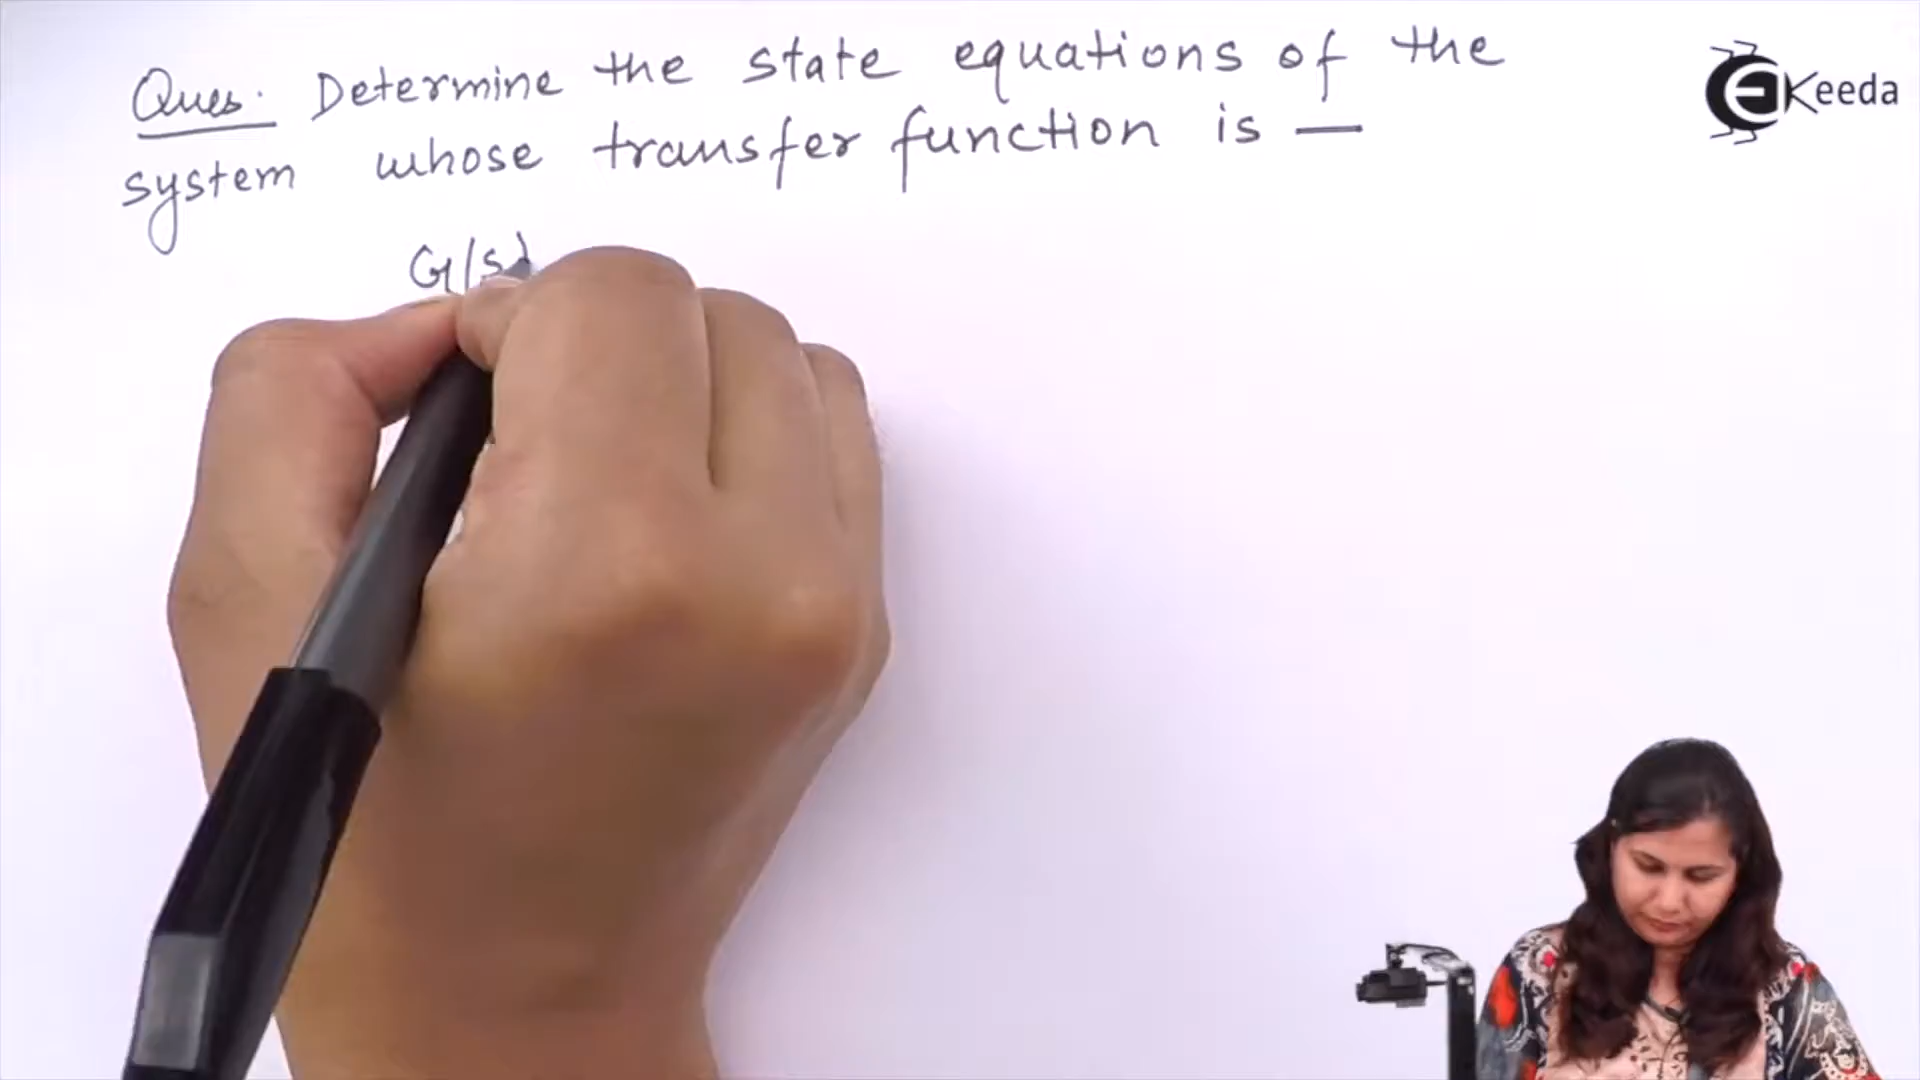 Ques. Determine the state equations of the
system whose transfer function is —
G(s)
Keeda